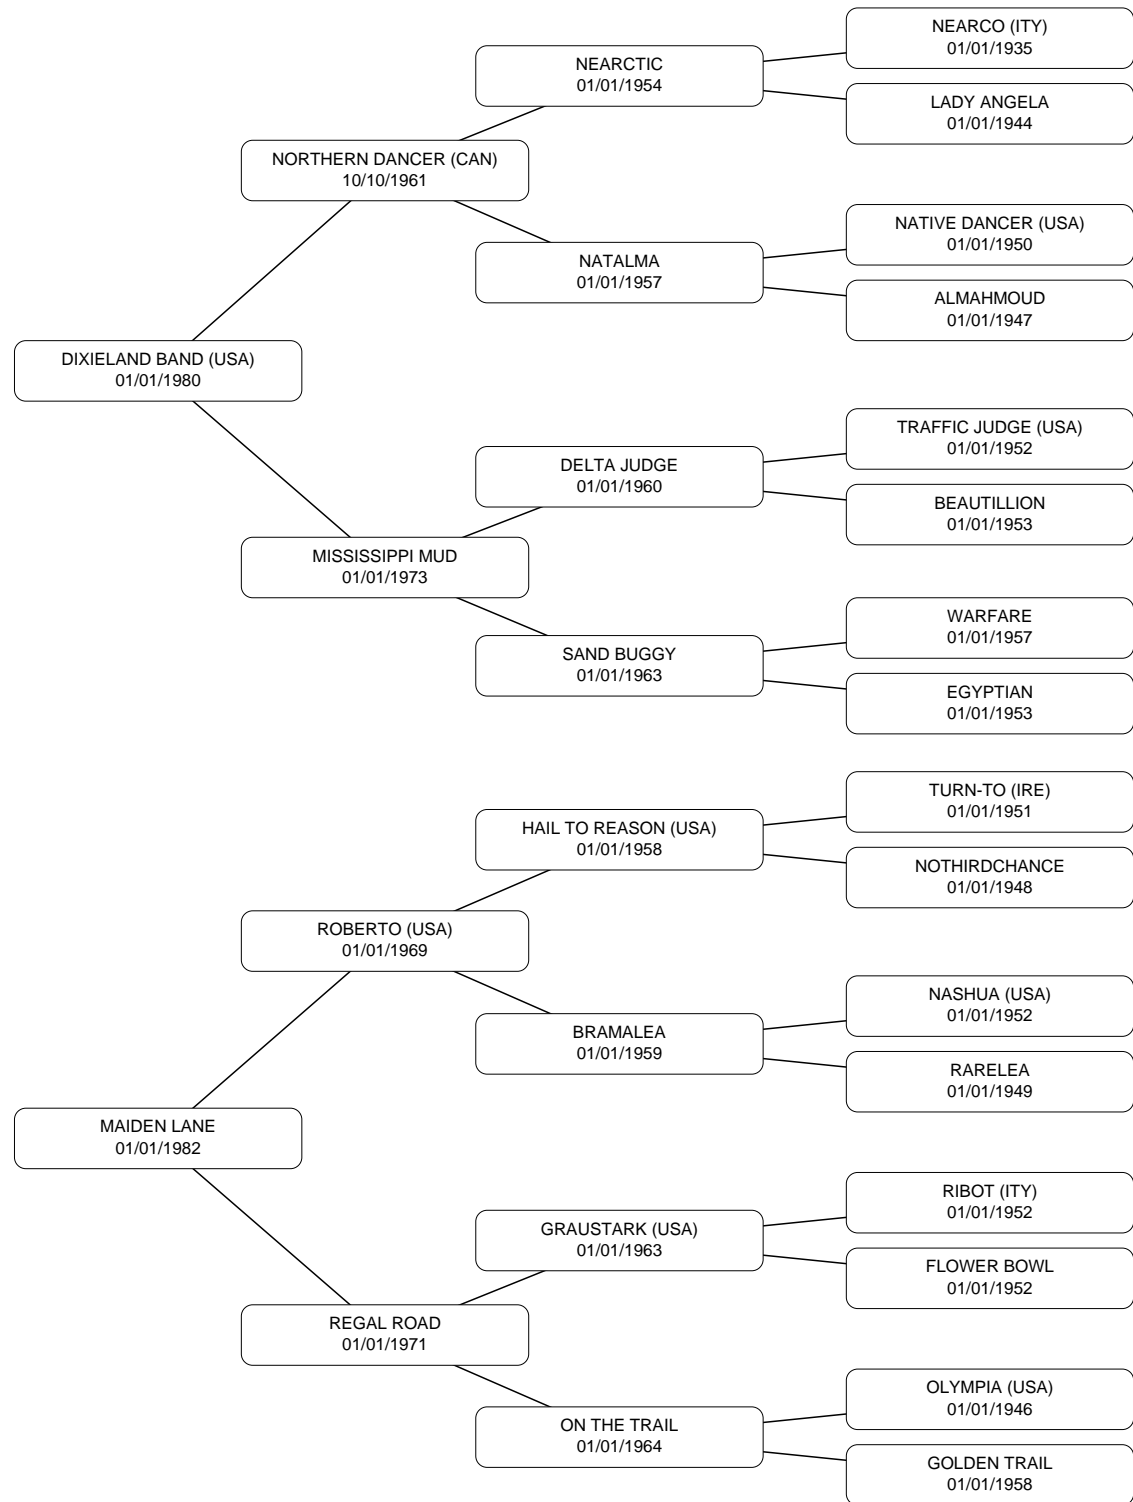 NEARCO (ITY)
01/01/1935
NEARCTIC
01/01/1954
LADY ANGELA
01/01/1944
NORTHERN DANCER (CAN)
10/10/1961
NATIVE DANCER (USA)
01/01/1950
NATALMA
01/01/1957
ALMAHMOUD
01/01/1947
DIXIELAND BAND (USA)
01/01/1980
TRAFFIC JUDGE (USA)
01/01/1952
DELTA JUDGE
01/01/1960
BEAUTILLION
01/01/1953
MISSISSIPPI MUD
01/01/1973
WARFARE
01/01/1957
SAND BUGGY
01/01/1963
EGYPTIAN
01/01/1953
TURN-TO (IRE)
01/01/1951
HAIL TO REASON (USA)
01/01/1958
NOTHIRDCHANCE
01/01/1948
ROBERTO (USA)
01/01/1969
NASHUA (USA)
01/01/1952
BRAMALEA
01/01/1959
RARELEA
01/01/1949
MAIDEN LANE
01/01/1982
RIBOT (ITY)
01/01/1952
GRAUSTARK (USA)
01/01/1963
FLOWER BOWL
01/01/1952
REGAL ROAD
01/01/1971
OLYMPIA (USA)
01/01/1946
ON THE TRAIL
01/01/1964
GOLDEN TRAIL
01/01/1958